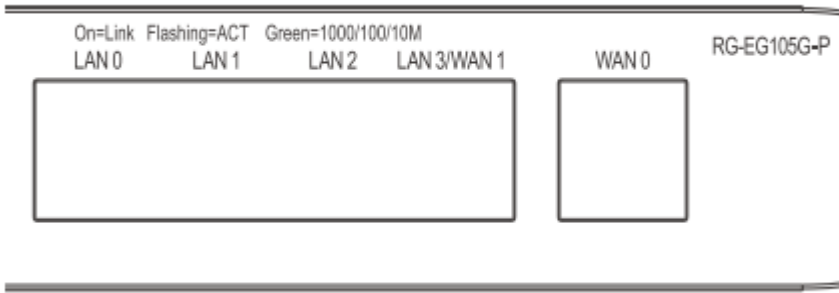 On=Link Flashing=ACT Green=1000/100/10M
LAN 0 LAN 1 LAN 2 LAN 3/WAN 1 WAN 0 RG-EG105G-P